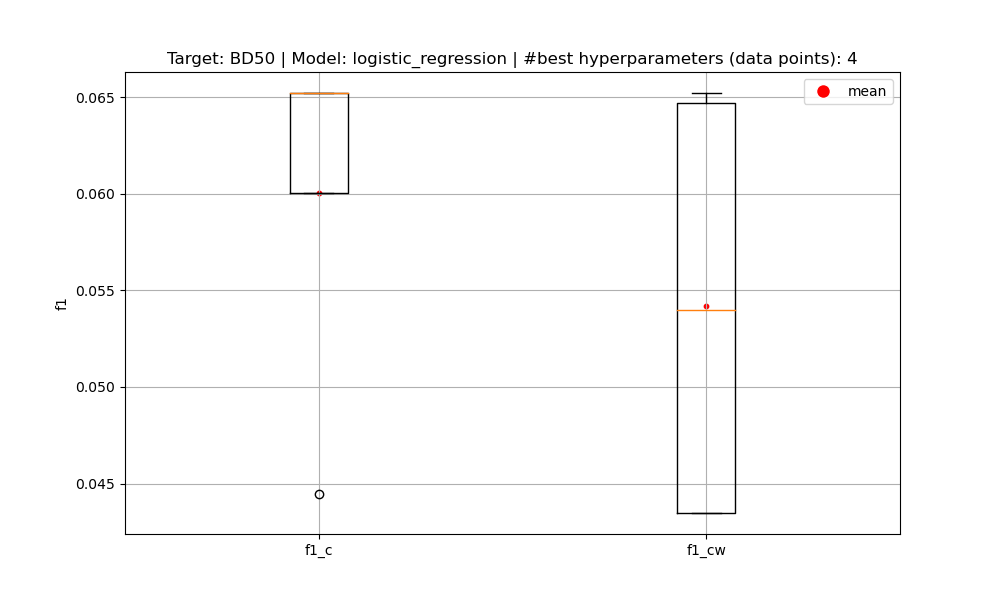 Target: BD50 | Model: logistic_regression | #best hyperparameters (data points): 4
mean
0.065
0.060
0.055
0.050
0.045
f1
f1_c
f1_cw